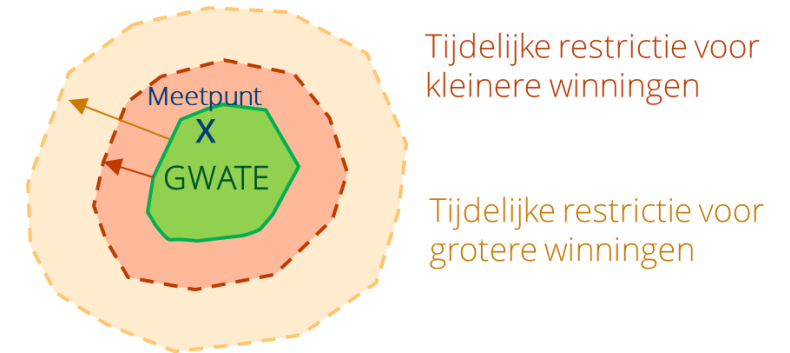 Tijdelijke restrictie voor
kleinere winningen
Meetpunt
X
GWATE
Tijdelijke restrictie voor
grotere winningen